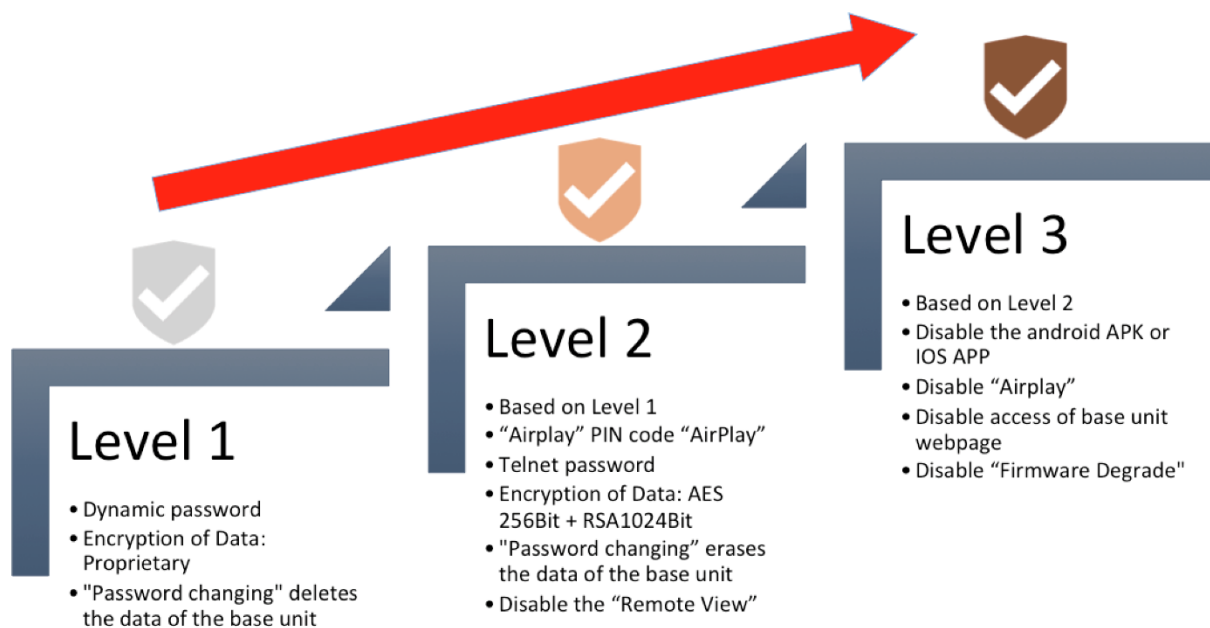 Level 1
• Dynamic password
• Encryption of Data:
Proprietary
• "Password changing" deletes
the data of the base unit
Level 2
• Based on Level 1
• “Airplay” PIN code “AirPlay”
• Telnet password
• Encryption of Data: AES
256Bit + RSA1024Bit
• "Password changing” erases
the data of the base unit
• Disable the “Remote View”
Level 3
• Based on Level 2
• Disable the android APK or
IOS APP
• Disable “Airplay”
• Disable access of base unit
webpage
• Disable “Firmware Degrade"